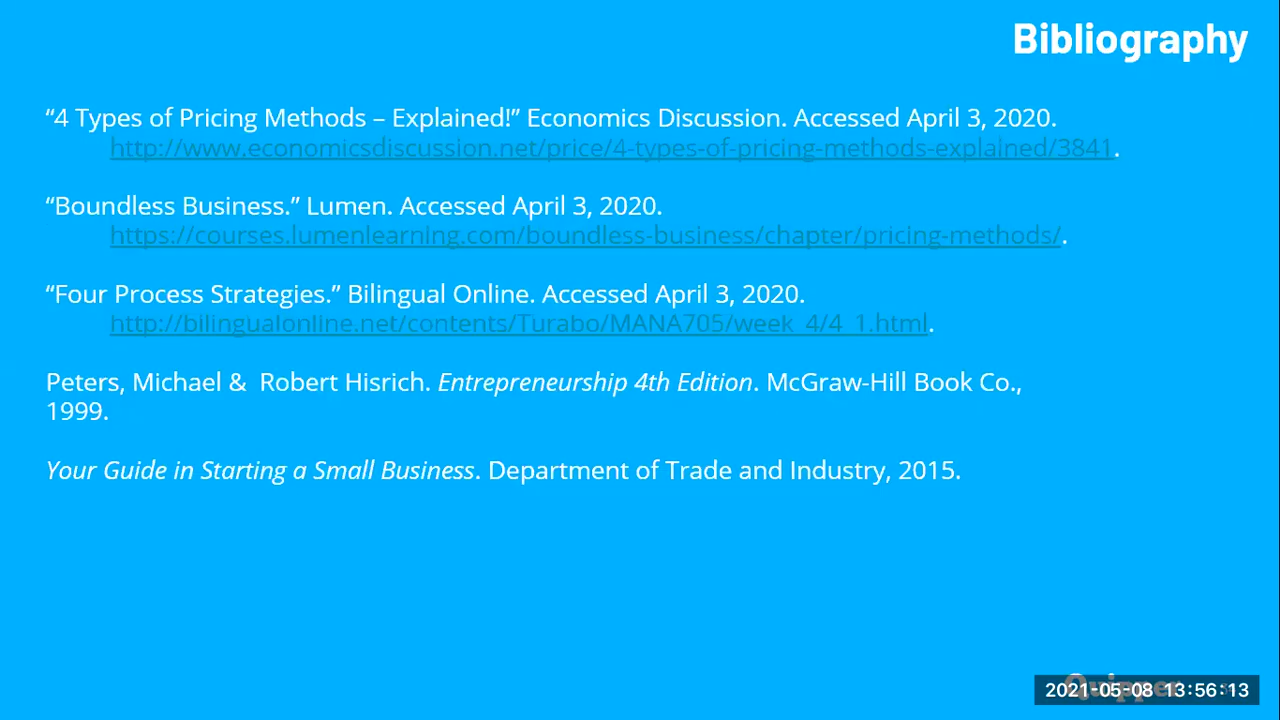 Bibliography
“4 Types of Pricing Methods – Explained!” Economics Discussion. Accessed April 3, 2020.
http://www.economicsdiscussion.net/price/4-types-of-pricing-methods-explained/3841.
“Boundless Business.” Lumen. Accessed April 3, 2020.
https://courses.lumenlearning.com/boundless-business/chapter/pricing-methods/.
“Four Process Strategies.” Bilingual Online. Accessed April 3, 2020.
http://bilingualonline.net/contents/Turabo/MANA705/week_4/4_1.html.
Peters, Michael &  Robert Hisrich. Entrepreneurship 4th Edition. McGraw-Hill Book Co.,
1999.
Your Guide in Starting a Small Business. Department of Trade and Industry, 2015.
Quipper
2021-05-08 13:56:13